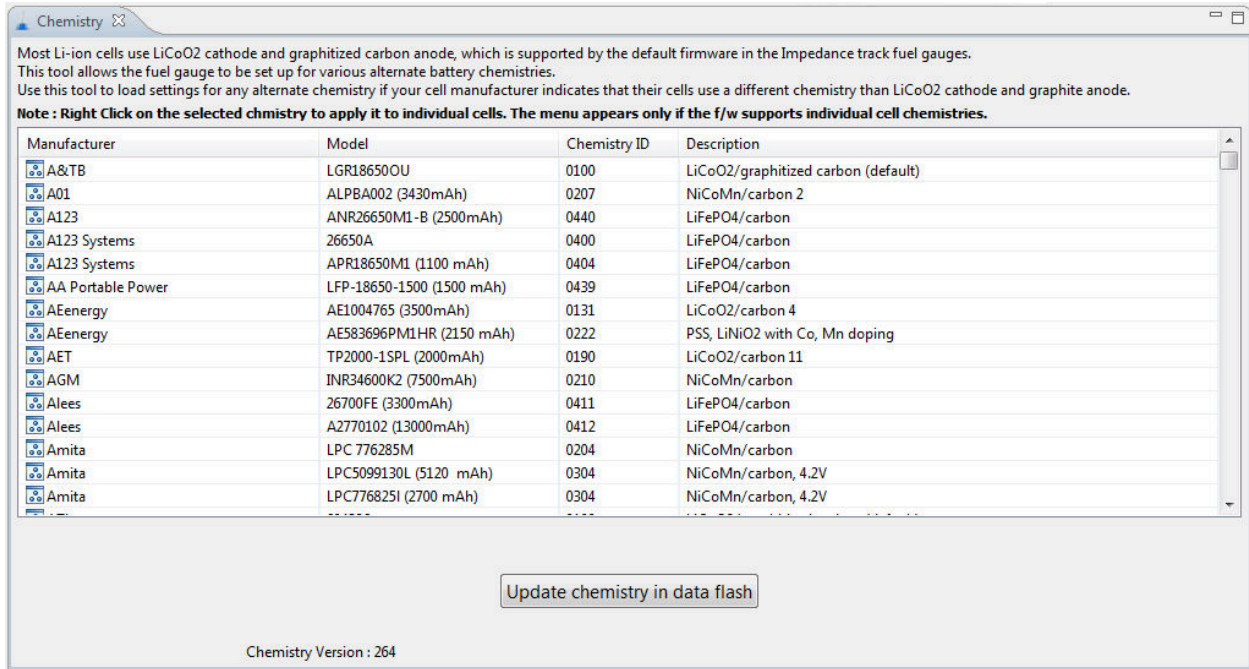 Chemistry
Most Li-ion cells use LiCoO2 cathode and graphitized carbon anode, which is supported by the default firmware in the Impedance track fuel gauges.
This tool allows the fuel gauge to be set up for various alternate battery chemistries.
Use this tool to load settings for any alternate chemistry if your cell manufacturer indicates that their cells use a different chemistry than LiCoO2 cathode and graphite anode.
Note : Right Click on the selected chmistry to apply it to individual cells. The menu appears only if the f/w supports individual cell chemistries.
Manufacturer Model Chemistry ID Description
A&TB LGR18650OU 0100 LiCoO2/graphitized carbon (default)
A01 ALPBA002 (3430mAh) 0207 NiCoMn/carbon 2
A123 ANR26650M1-B (2500mAh) 0440 LiFePO4/carbon
A123 Systems 26650A 0400 LiFePO4/carbon
A123 Systems APR18650M1 (1100 mAh) 0404 LiFePO4/carbon
AA Portable Power LFP-18650-1500 (1500 mAh) 0439 LiFePO4/carbon
AEenergy AE1004765 (3500mAh) 0131 LiCoO2/carbon 4
AEenergy AE583696PM1HR (2150 mAh) 0222 PSS, LiNiO2 with Co, Mn doping
AET TP2000-1SPL (2000mAh) 0190 LiCoO2/carbon 11
AGM INR34600K2 (7500mAh) 0210 NiCoMn/carbon
Alees 26700FE (3300mAh) 0411 LiFePO4/carbon
Alees A2770102 (13000mAh) 0412 LiFePO4/carbon
Amita LPC 776285M 0204 NiCoMn/carbon
Amita LPC5099130L (5120  mAh) 0304 NiCoMn/carbon, 4.2V
Amita LPC776825I (2700 mAh) 0304 NiCoMn/carbon, 4.2V
Update chemistry in data flash
Chemistry Version : 264